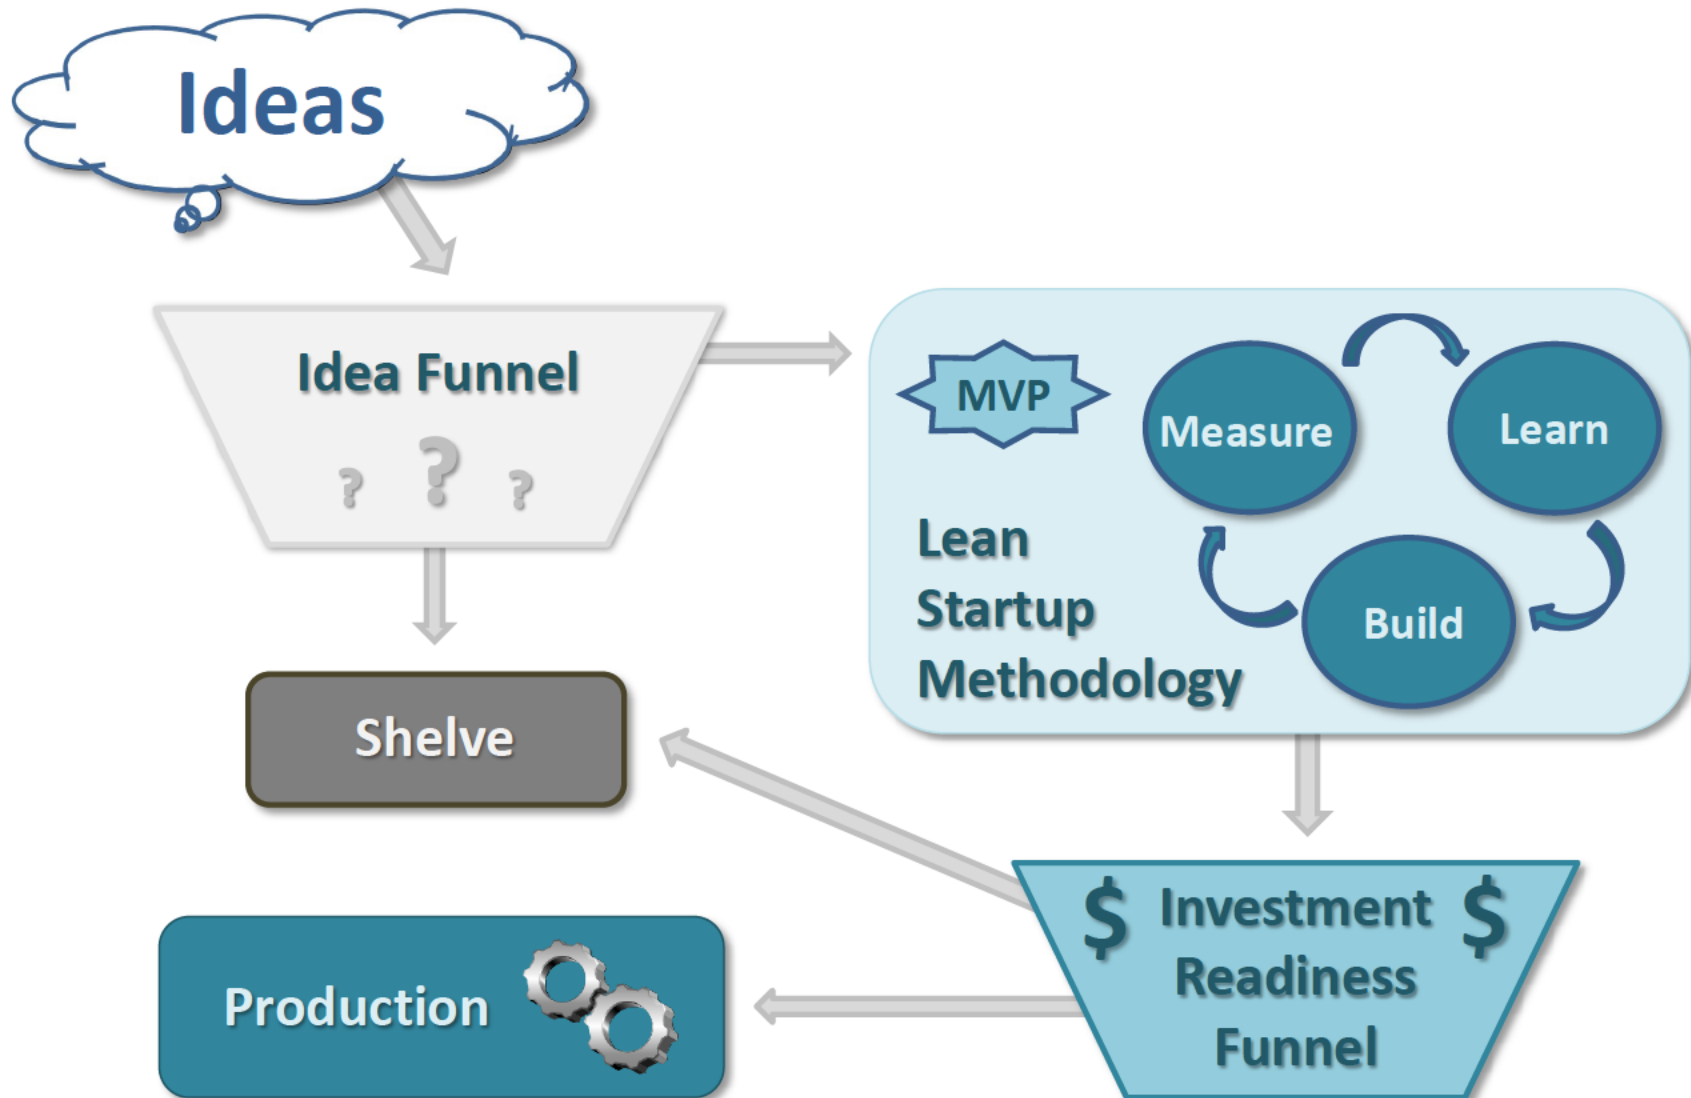 Ideas
Idea Funnel
? ? ?
MVP
Measure
Learn
Build
Lean
Startup
Methodology
Shelve
$ Investment $
Readiness
Funnel
Production